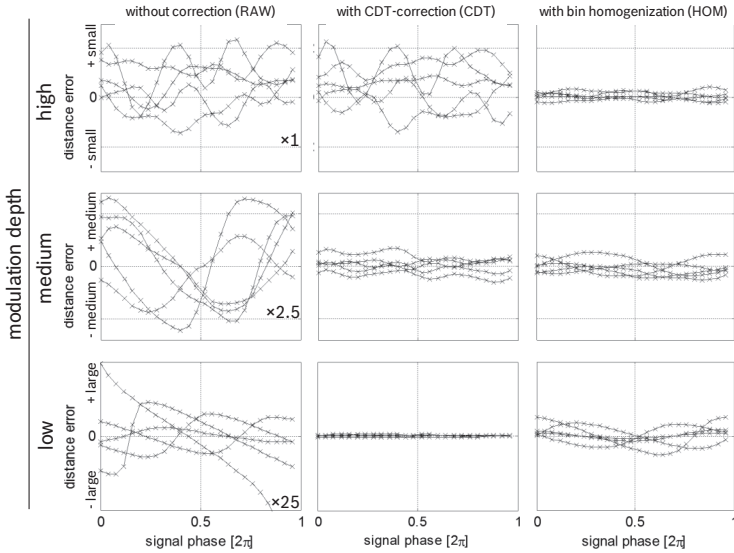 without correction (RAW)
with CDT-correction (CDT)
with bin homogenization (HOM)
modulation depth
high
distance error
+ small
0
- small
×1
medium
distance error
+ medium
0
- medium
×2.5
low
distance error
+ large
0
- large
×25
0 0.5 1
0 0.5 1
0 0.5 1
signal phase [2π]
signal phase [2π]
signal phase [2π]